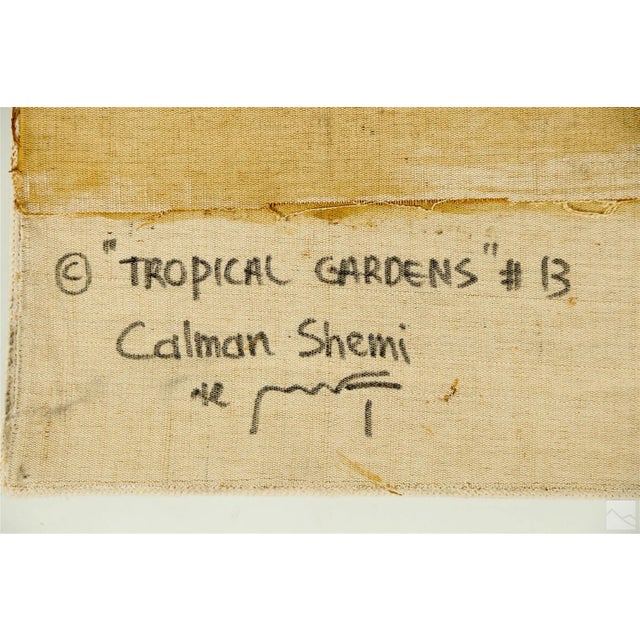 © "TROPICAL GARDENS" # 13
Calman Shemi